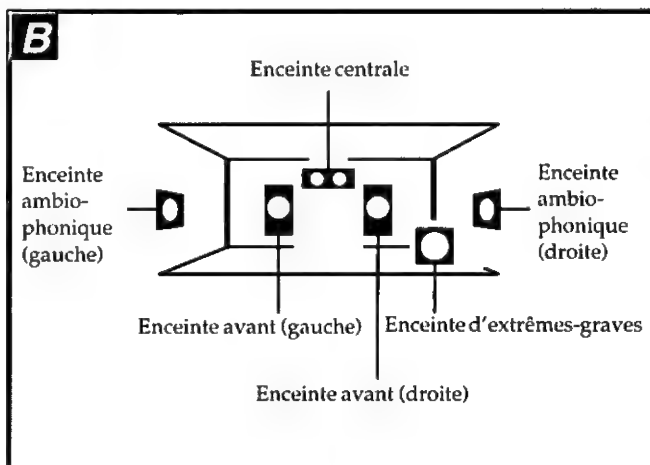 B
Enceinte centrale
Enceinte
ambio-
phonique
(gauche)
Enceinte
ambio-
phonique
(droite)
Enceinte avant (gauche)
Enceinte d'extrêmes-graves
Enceinte avant (droite)